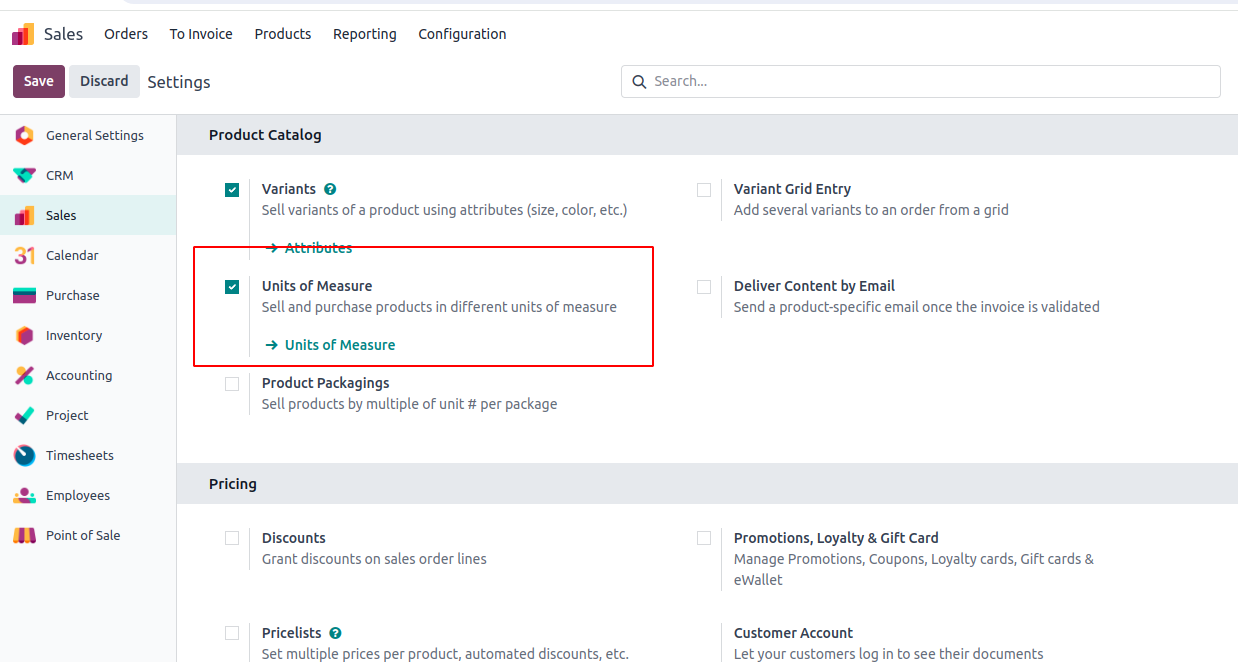 Sales Orders To Invoice Products Reporting Configuration
Save Discard Settings Search...
General Settings
CRM
Sales
Calendar
Purchase
Inventory
Accounting
Project
Timesheets
Employees
Point of Sale
Product Catalog
Variants ?
Sell variants of a product using attributes (size, color, etc.)
→ Attributes
Variant Grid Entry
Add several variants to an order from a grid
Units of Measure
Sell and purchase products in different units of measure
→ Units of Measure
Deliver Content by Email
Send a product-specific email once the invoice is validated
Product Packagings
Sell products by multiple of unit # per package
Pricing
Discounts
Grant discounts on sales order lines
Promotions, Loyalty & Gift Card
Manage Promotions, Coupons, Loyalty cards, Gift cards &
eWallet
Pricelists ?
Set multiple prices per product, automated discounts, etc.
Customer Account
Let your customers log in to see their documents